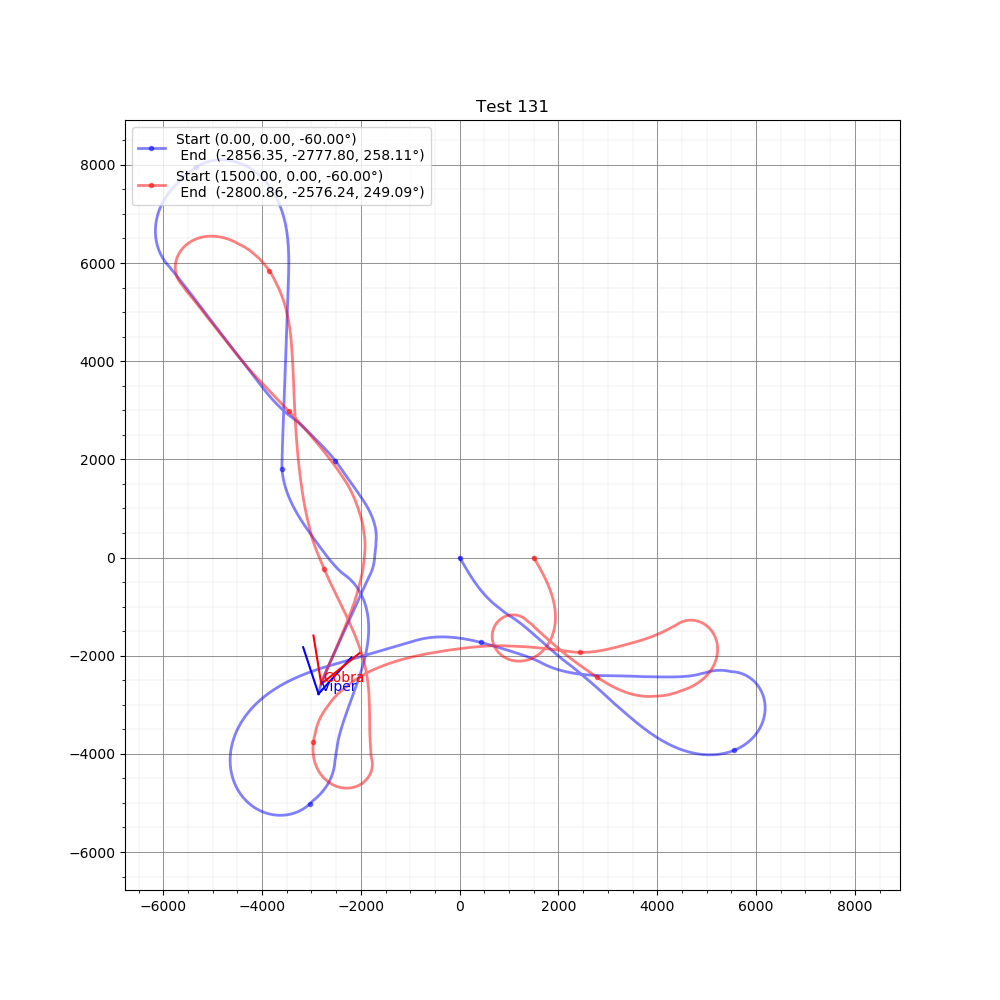 Test 131
Start (0.00, 0.00, -60.00°)
End (-2856.35, -2777.80, 258.11°)
Start (1500.00, 0.00, -60.00°)
End (-2800.86, -2576.24, 249.09°)
8000
6000
4000
2000
0
−2000
−4000
−6000
Cobra
Viper
−6000 −4000 −2000 0 2000 4000 6000 8000